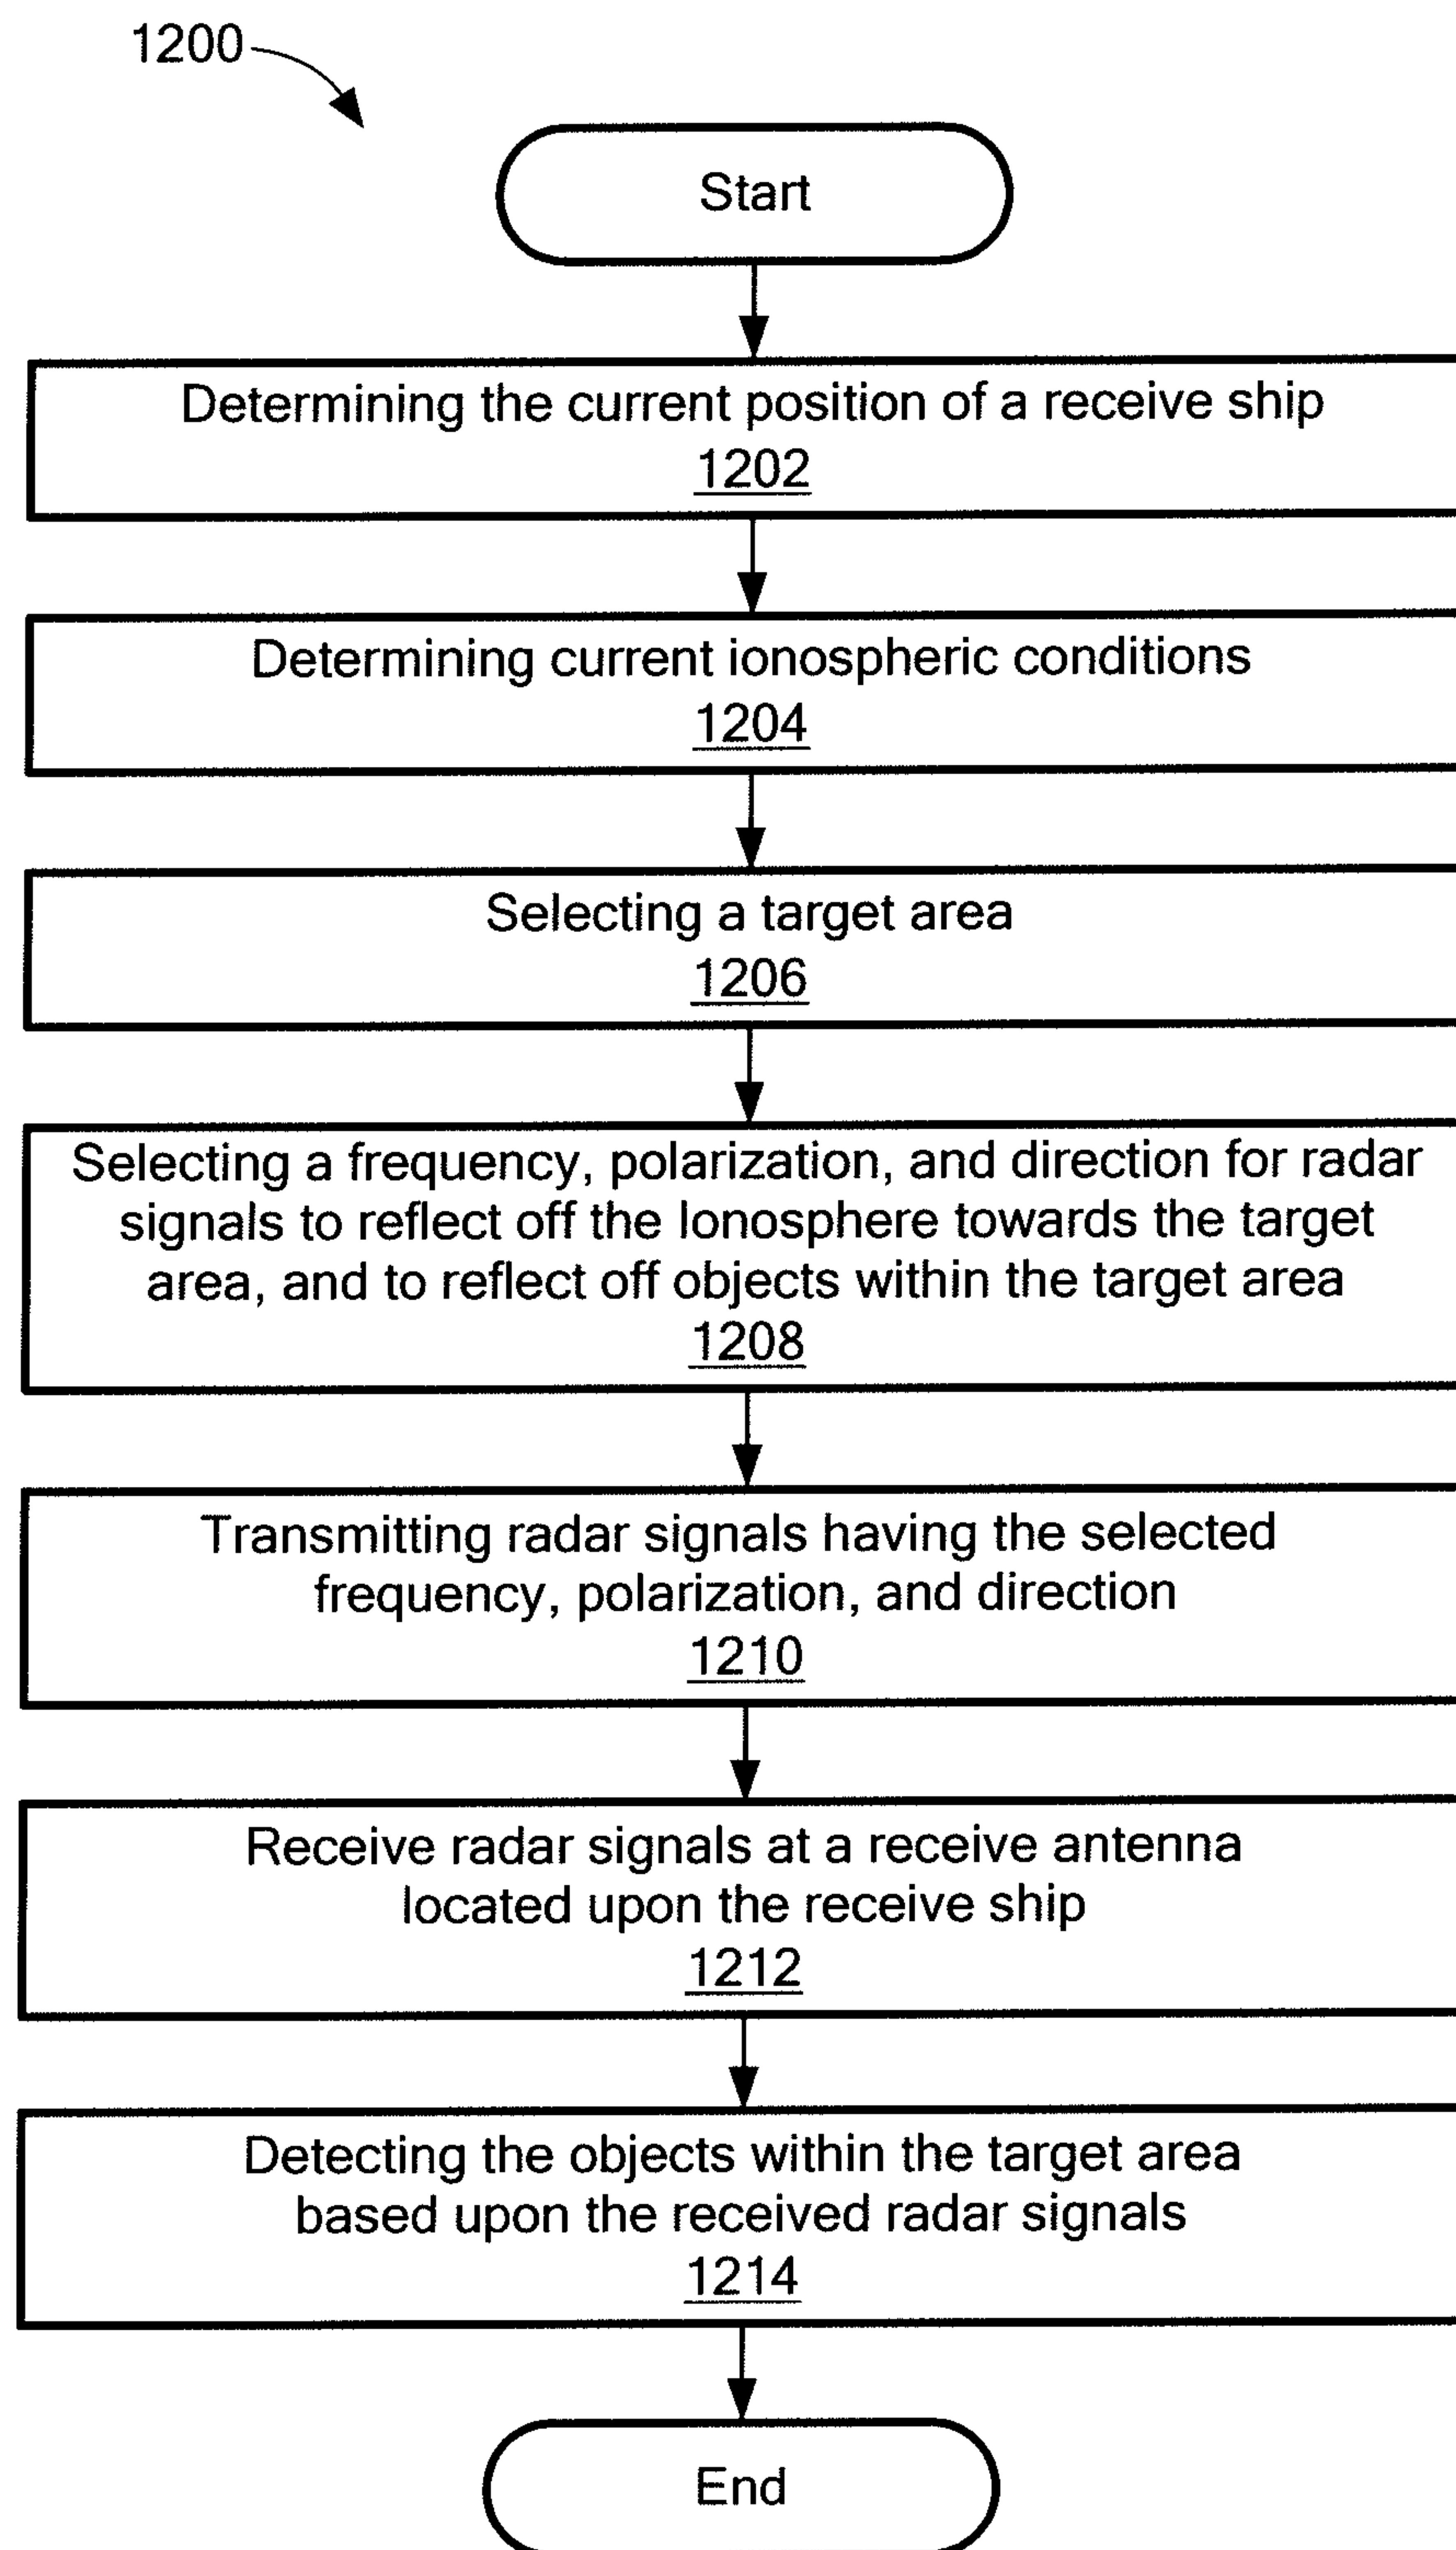 1200
Start
Determining the current position of a receive ship
1202
Determining current ionospheric conditions
1204
Selecting a target area
1206
Selecting a frequency, polarization, and direction for radar
signals to reflect off the Ionosphere towards the target
area, and to reflect off objects within the target area
1208
Transmitting radar signals having the selected
frequency, polarization, and direction
1210
Receive radar signals at a receive antenna
located upon the receive ship
1212
Detecting the objects within the target area
based upon the received radar signals
1214
End